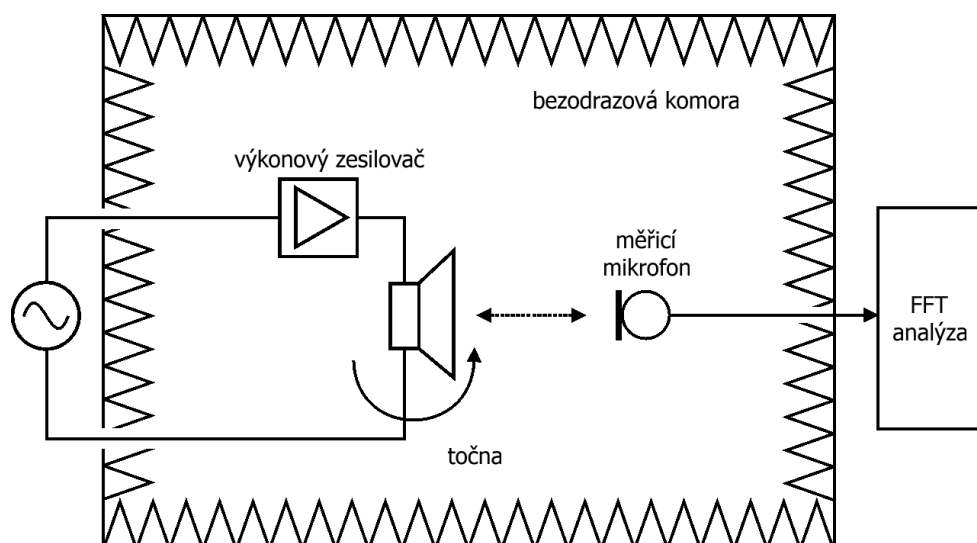 bezodrazová komora
výkonový zesilovač
měřicí
mikrofon
FFT
analýza
točna